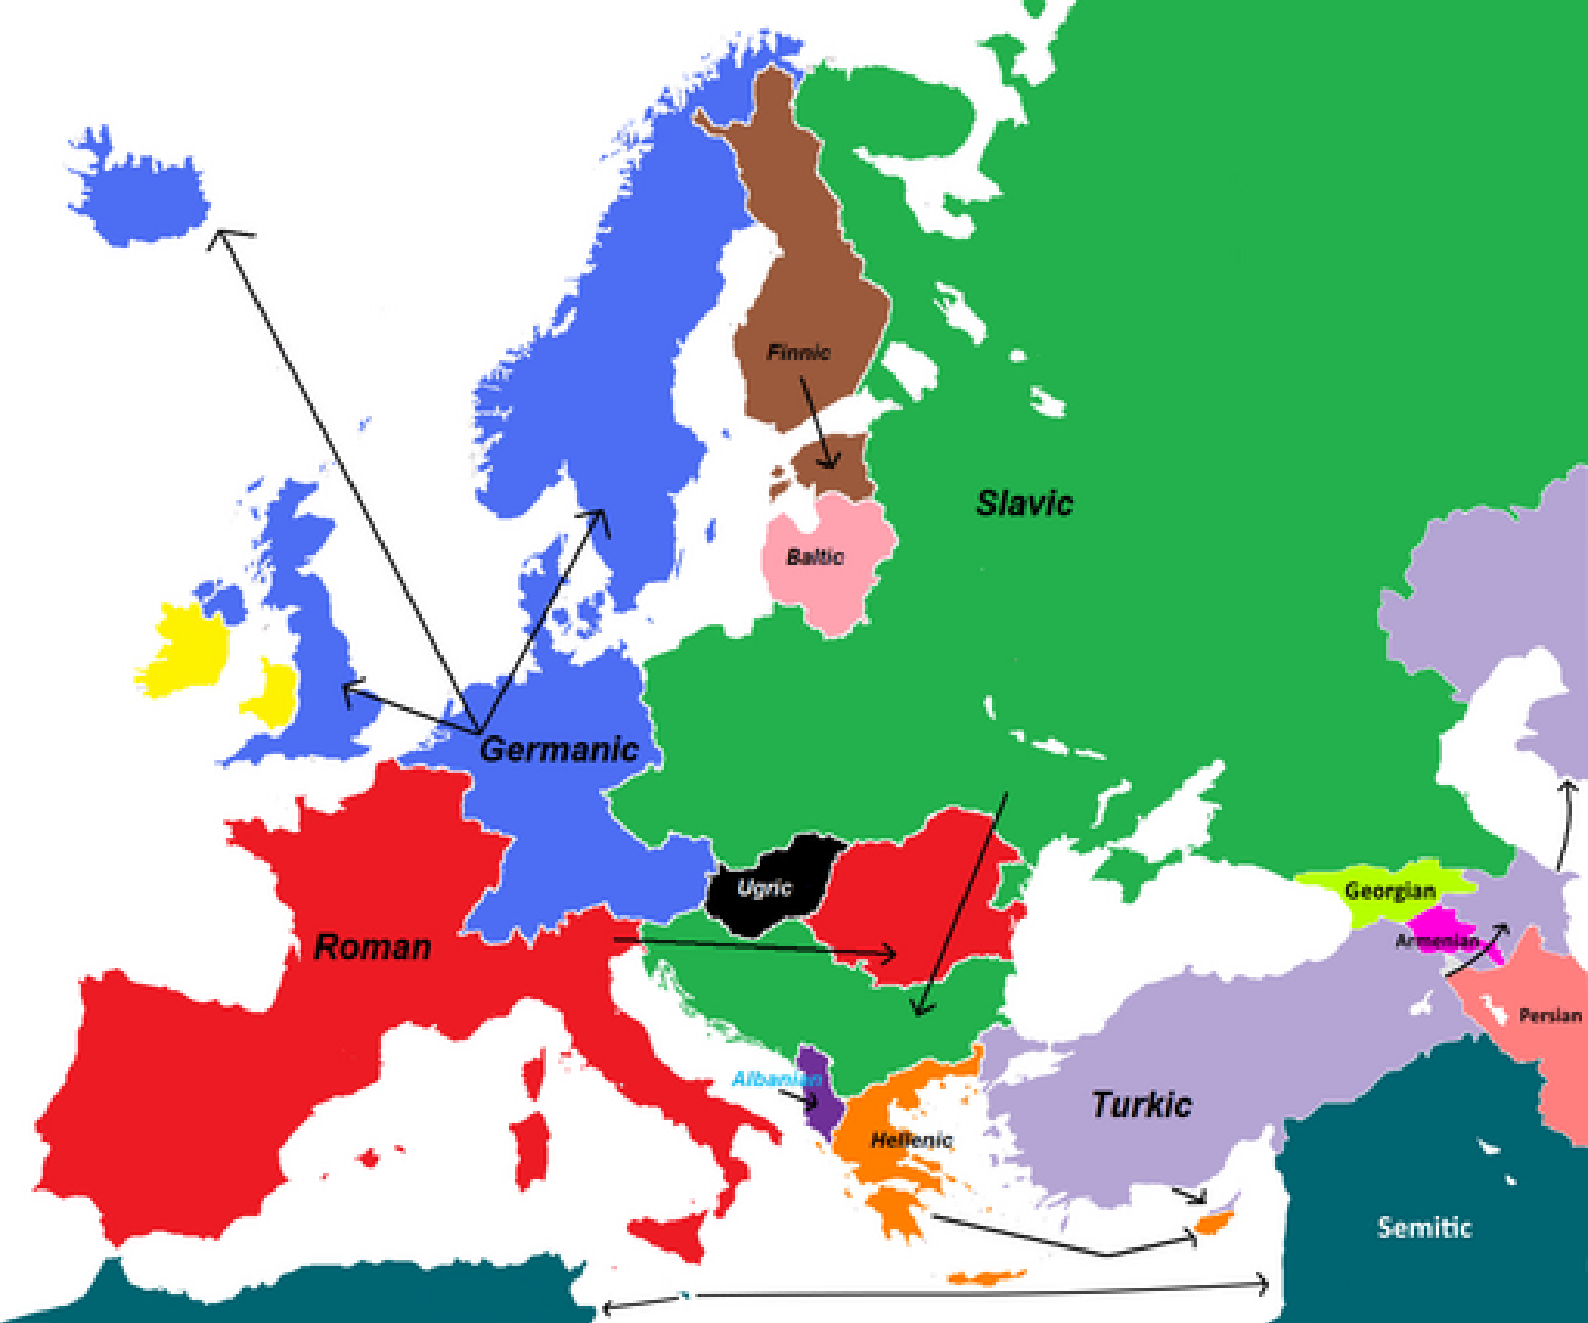 Finnic
Slavic
Baltic
Germanic
Ugric
Georgian
Roman
Armenian
Persian
Albanian
Turkic
Hellenic
Semitic